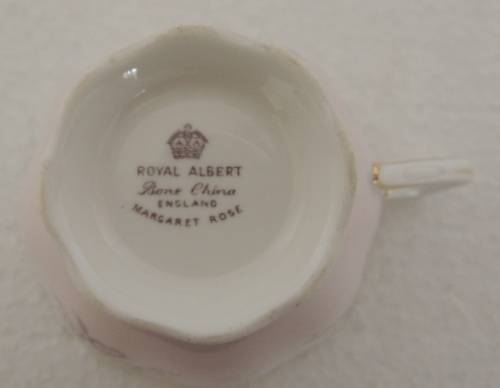 ROYAL ALBERT
Bone China
ENGLAND
MARGARET ROSE